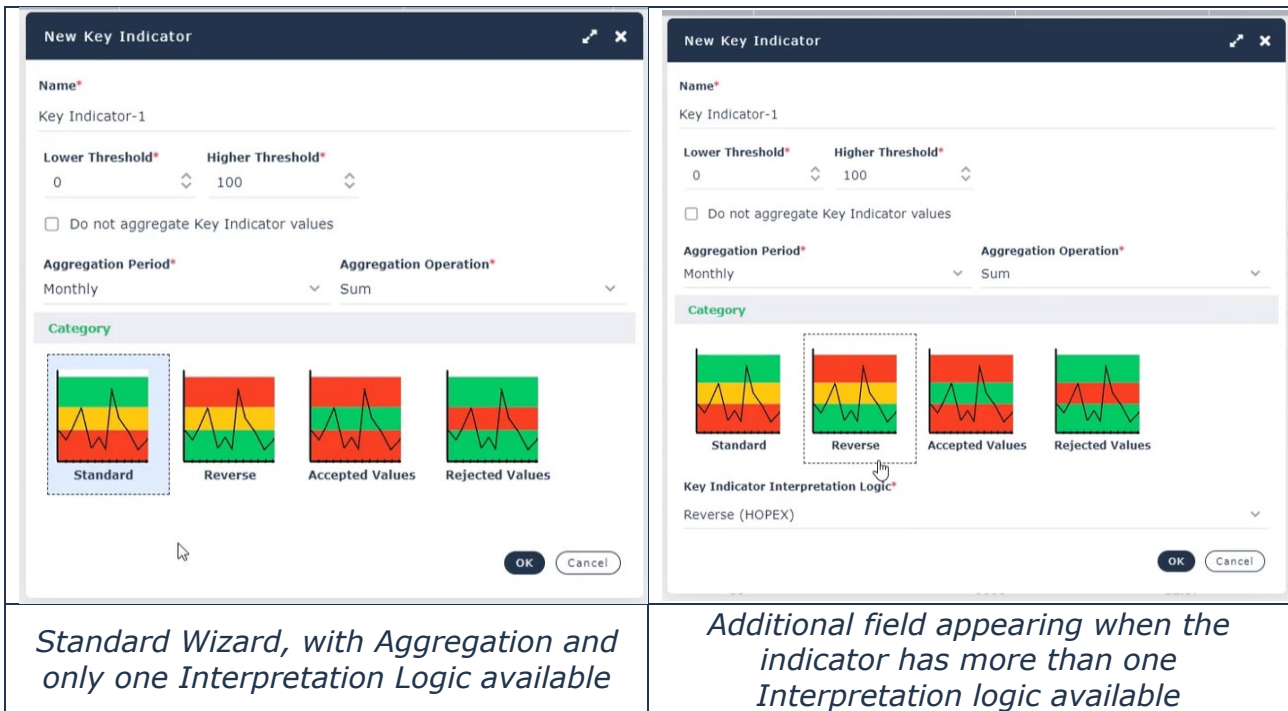 New Key Indicator
Name*
Key Indicator-1
Lower Threshold* Higher Threshold*
0 100
Do not aggregate Key Indicator values
Aggregation Period* Aggregation Operation*
Monthly Sum
Category
Standard Reverse Accepted Values Rejected Values
OK Cancel
Standard Wizard, with Aggregation and
only one Interpretation Logic available
New Key Indicator
Name*
Key Indicator-1
Lower Threshold* Higher Threshold*
0 100
Do not aggregate Key Indicator values
Aggregation Period* Aggregation Operation*
Monthly Sum
Category
Standard Reverse Accepted Values Rejected Values
Key Indicator Interpretation Logic*
Reverse (HOPEX)
OK Cancel
Additional field appearing when the
indicator has more than one
Interpretation logic available